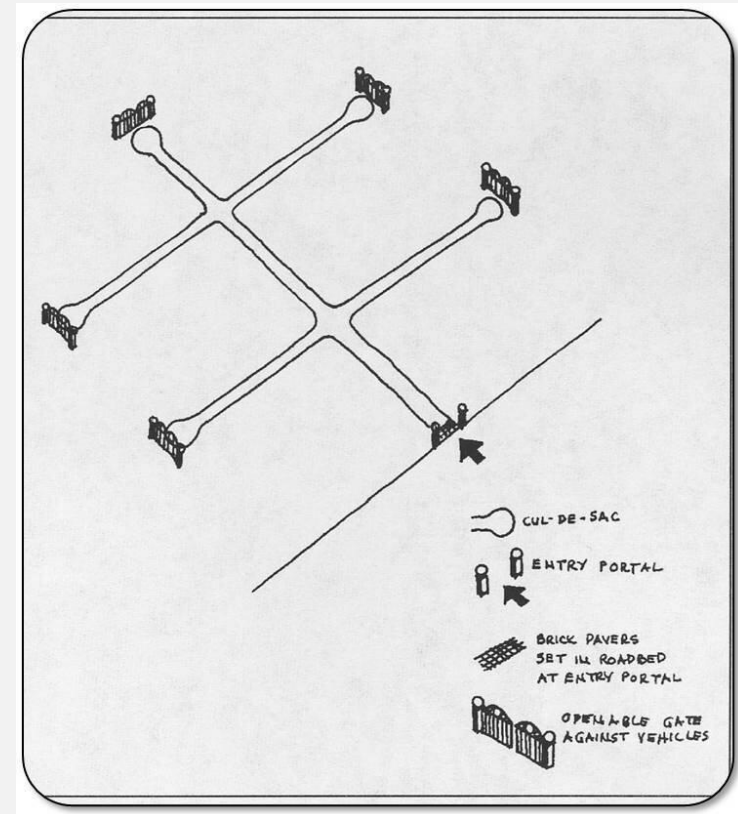 CUL-DE-SAC
ENTRY PORTAL
BRICK PAVERS
SET IN ROADBED
AT ENTRY PORTAL
OPENABLE GATE
AGAINST VEHICLES